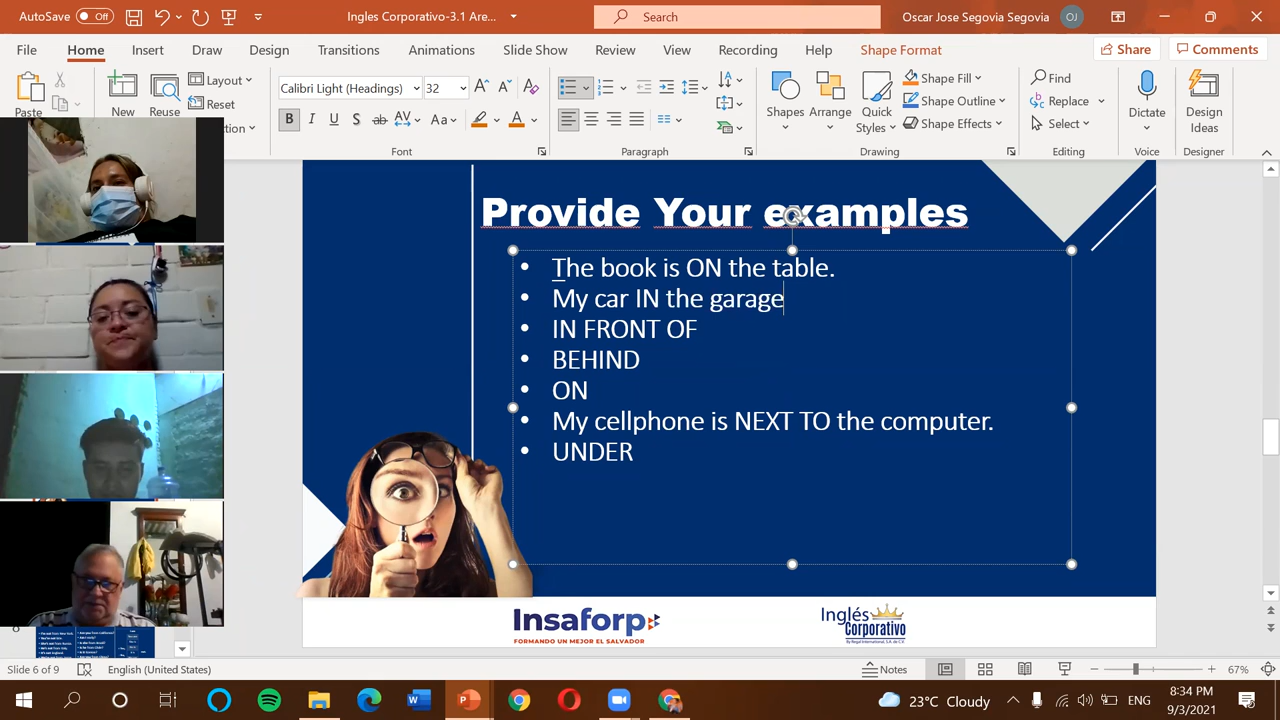 AutoSave Off Ingles Corporativo-3.1 Are... Search Oscar Jose Segovia Segovia OJ
File Home Insert Draw Design Transitions Animations Slide Show Review View Recording Help Shape Format Share Comments
Paste New Reuse Layout Reset Calibri Light (Headings) 32 Shapes Arrange Quick Styles Shape Fill Shape Outline Shape Effects Find Replace Select Dictate Design Ideas
Font Paragraph Drawing Editing Voice Designer
Provide Your examples
• The book is ON the table.
• My car IN the garage
• IN FRONT OF
• BEHIND
• ON
• My cellphone is NEXT TO the computer.
• UNDER
Insaforp
FORMANDO UN MEJOR EL SALVADOR
Inglés
Corporativo
Slide 6 of 9 English (United States) Notes 67%
23°C Cloudy ENG 8:34 PM
9/3/2021